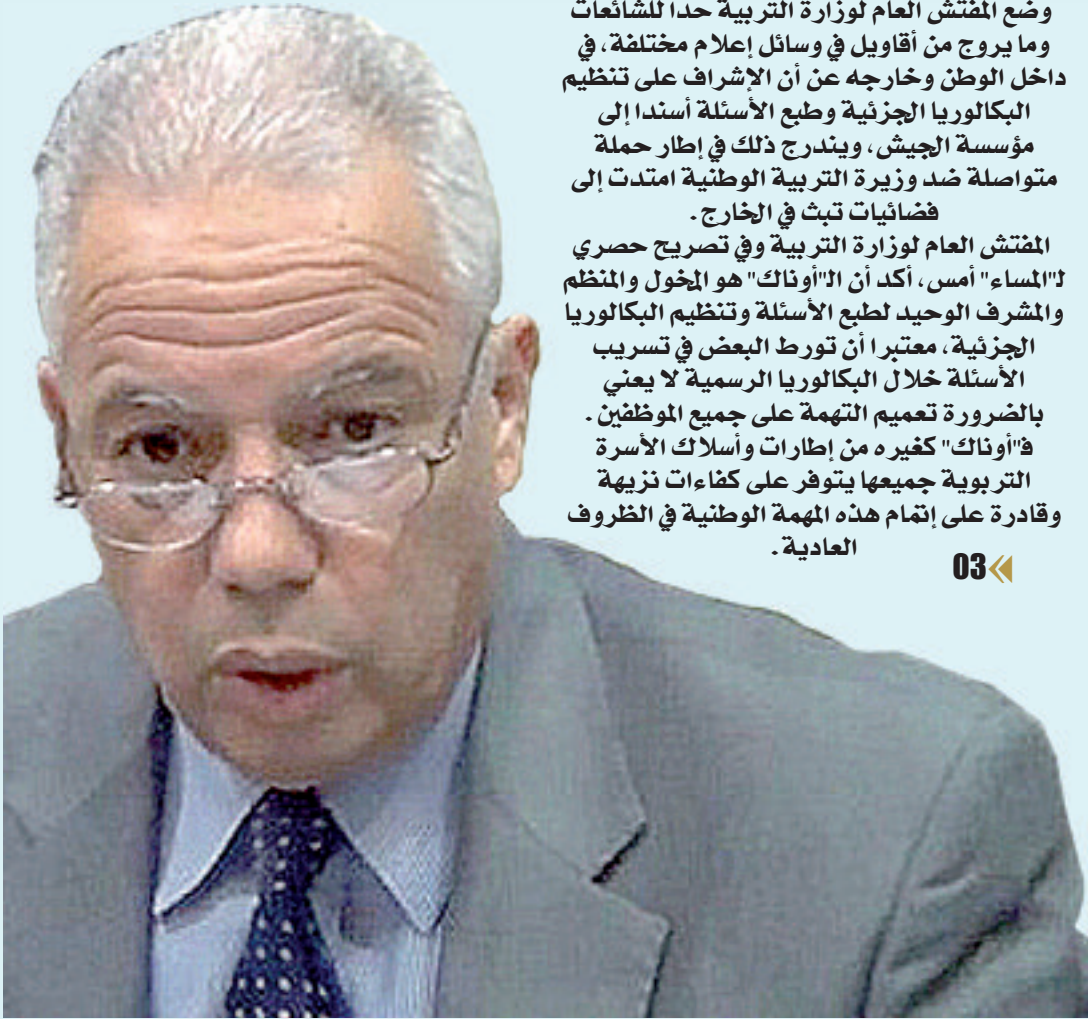 وضع المفتش العام لوزارة التربية حدا للشائعات
وما يروج من أقاويل في وسائل إعلام مختلفة، في
داخل الوطن وخارجه عن أن الإشراف على تنظيم
البكالوريا الجزئية وطبع الأسئلة أسندا إلى
مؤسسة الجيش، ويندرج ذلك في إطار حملة
متواصلة ضد وزيرة التربية الوطنية امتدت إلى
فضائيات تبث في الخارج.
المفتش العام لوزارة التربية وفي تصريح حصري
لـ"المساء" أمس، أكد أن الـ"أوناك" هو المخول والمنظم
والمشرف الوحيد لطبع الأسئلة وتنظيم البكالوريا
الجزئية، معتبرا أن تورط البعض في تسريب
الأسئلة خلال البكالوريا الرسمية لا يعني
بالضرورة تعميم التهمة على جميع الموظفين.
فـ"أوناك" كغيره من إطارات وأسلاك الأسرة
التربوية جميعها يتوفر على كفاءات نزيهة
وقادرة على إتمام هذه المهمة الوطنية في الظروف
العادية.
03